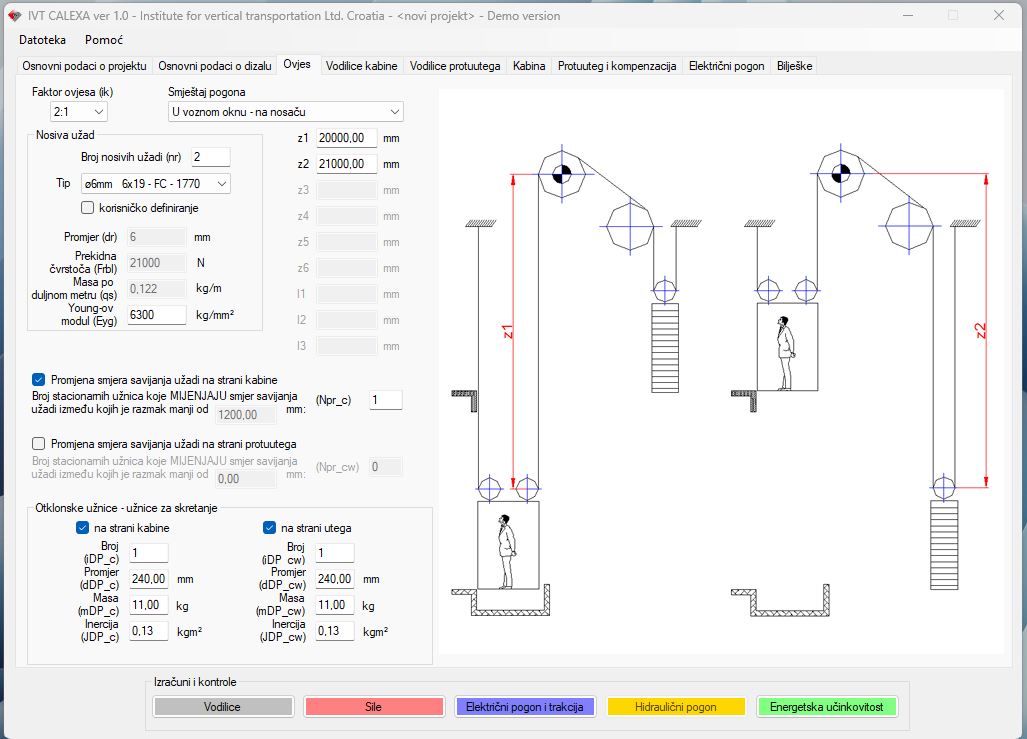 IVT CALEXA ver 1.0 - Institute for vertical transportation Ltd. Croatia - <novi projekt> - Demo version
Datoteka Pomoć
Osnovni podaci o projektu Osnovni podaci o dizalu Ovjes Vodilice kabine Vodilice protuutega Kabina Protuuteg i kompenzacija Električni pogon Bilješke
Faktor ovjesa (ik) Smještaj pogona
2:1 U voznom oknu - na nosaču
Nosiva užad
Broj nosivih užadi (nr) 2
Tip ø6mm 6x19 - FC - 1770
korisničko definiranje
Promjer (dr) 6 mm
Prekidna
čvrstoća (Frbl) 21000 N
Masa po
duljnom metru (qs) 0,122 kg/m
Young-ov
modul (Eyg) 6300 kg/mm²
z1 20000,00 mm
z2 21000,00 mm
z3 mm
z4 mm
z5 mm
z6 mm
l1 mm
l2 mm
l3 mm
Promjena smjera savijanja užadi na strani kabine
Broj stacionarnih užnica koje MIJENJAJU smjer savijanja
užadi između kojih je razmak manji od 1200,00 mm: (Npr_c) 1
Promjena smjera savijanja užadi na strani protuutega
Broj stacionarnih užnica koje MIJENJAJU smjer savijanja
užadi između kojih je razmak manji od 0,00 mm: (Npr_cw) 0
Otklonske užnice - užnice za skretanje
na strani kabine na strani utega
Broj
(iDP_c) 1
Promjer
(dDP_c) 240,00 mm
Masa
(mDP_c) 11,00 kg
Inercija
(JDP_c) 0,13 kgm²
Broj
(iDP_cw) 1
Promjer
(dDP_cw) 240,00 mm
Masa
(mDP_cw) 11,00 kg
Inercija
(JDP_cw) 0,13 kgm²
z1
z2
Izračuni i kontrole
Vodilice Sile Električni pogon i trakcija Hidraulični pogon Energetska učinkovitost